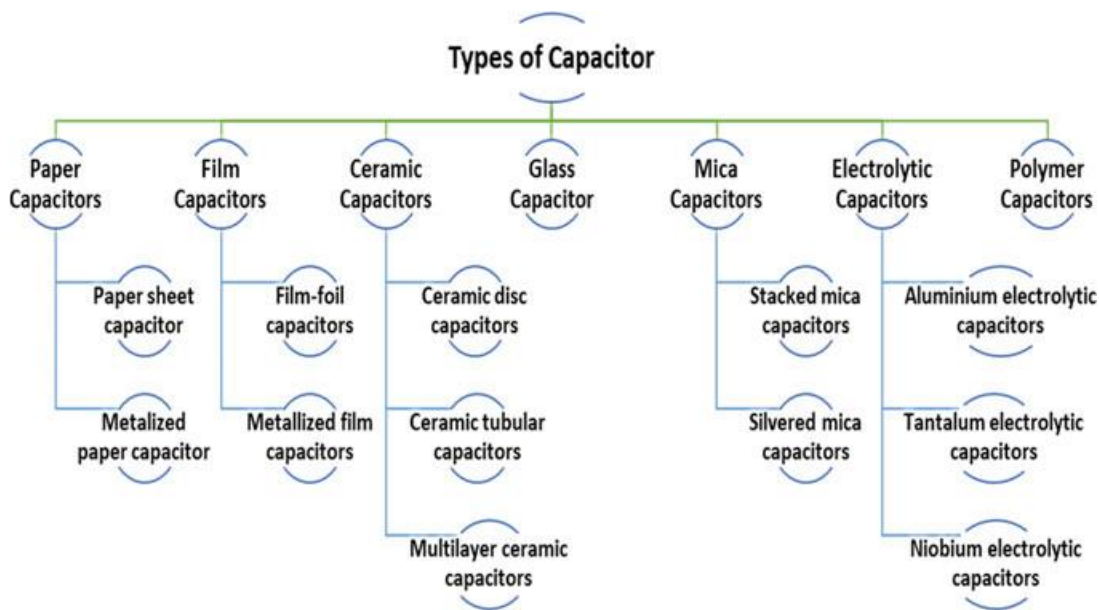 Types of Capacitor
Paper
Capacitors
Film
Capacitors
Ceramic
Capacitors
Glass
Capacitor
Mica
Capacitors
Electrolytic
Capacitors
Polymer
Capacitors
Paper sheet
capacitor
Metalized
paper capacitor
Film-foil
capacitors
Metallized film
capacitors
Ceramic disc
capacitors
Ceramic tubular
capacitors
Multilayer ceramic
capacitors
Stacked mica
capacitors
Silvered mica
capacitors
Aluminium electrolytic
capacitors
Tantalum electrolytic
capacitors
Niobium electrolytic
capacitors